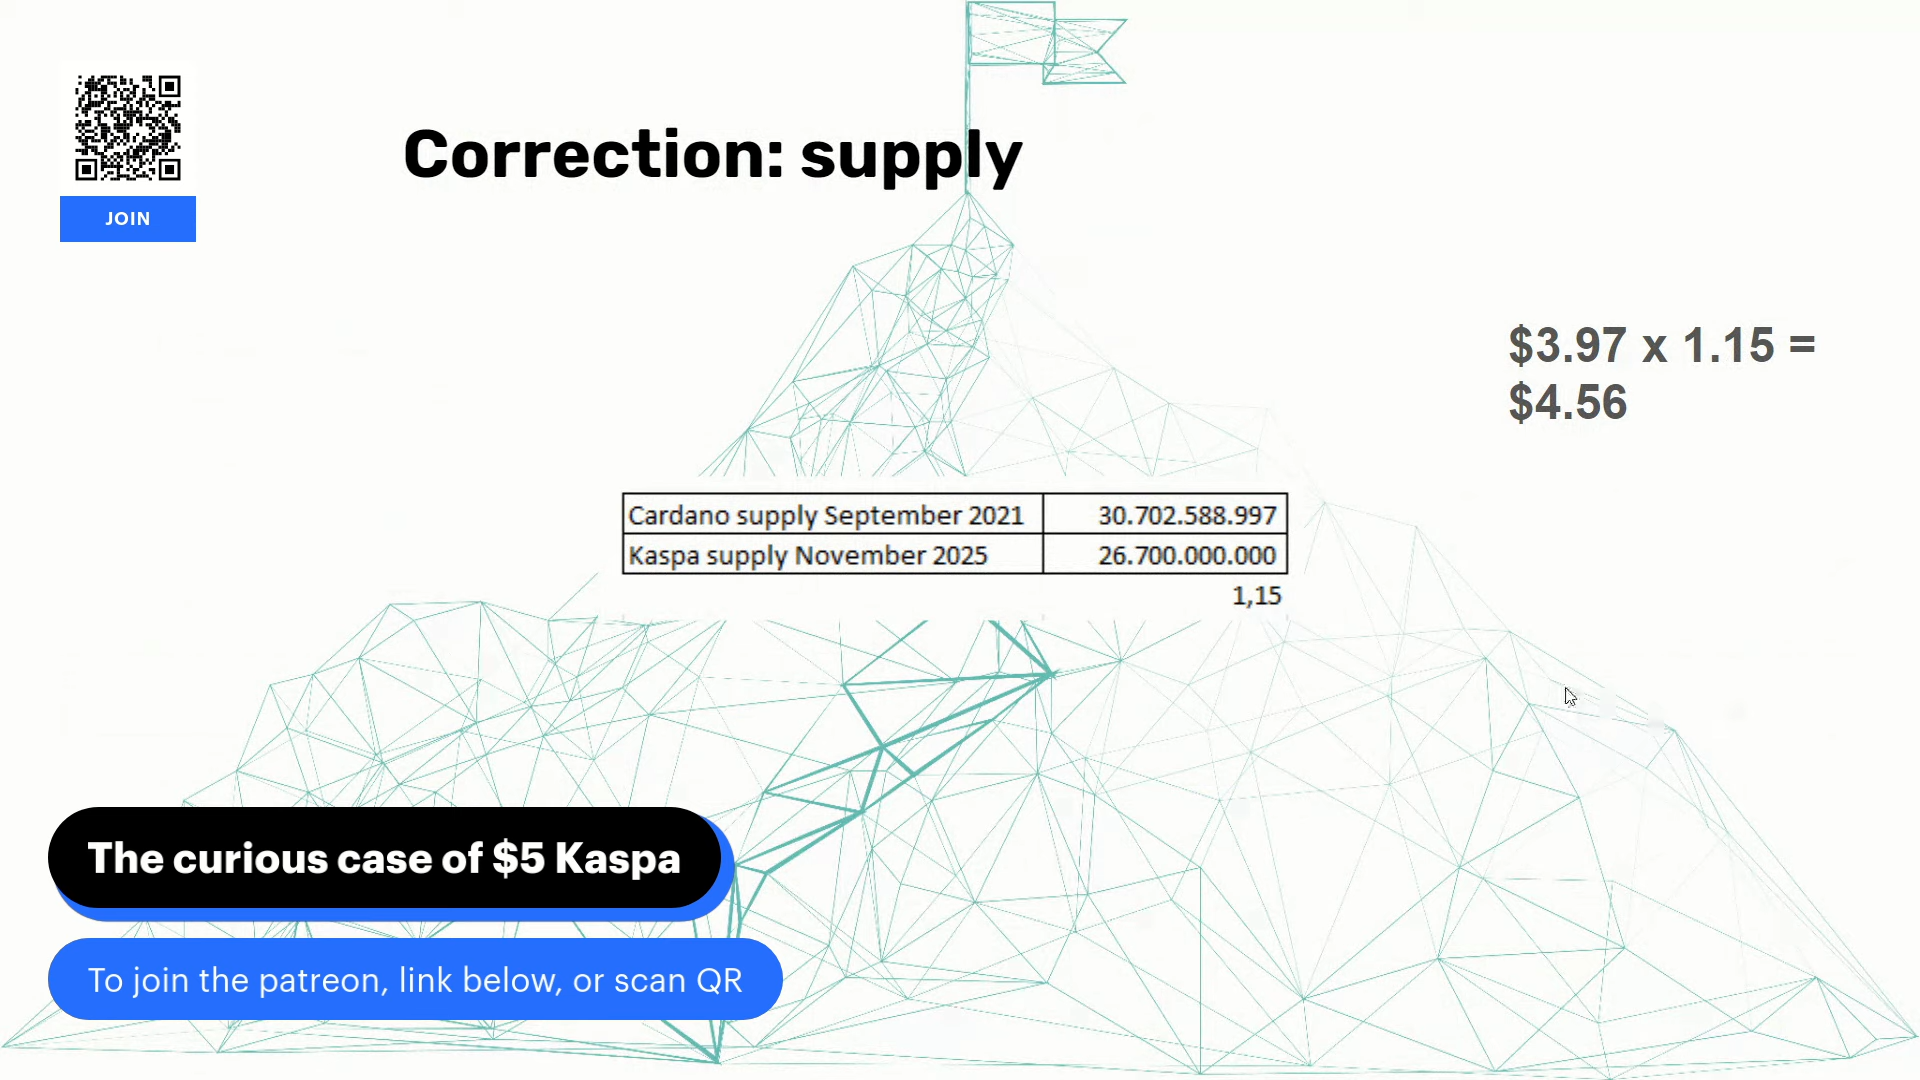 JOIN
Correction: supply
$3.97 x 1.15 =
$4.56
Cardano supply September 2021 30.702.588.997
Kaspa supply November 2025 26.700.000.000
1,15
The curious case of $5 Kaspa
To join the patreon, link below, or scan QR